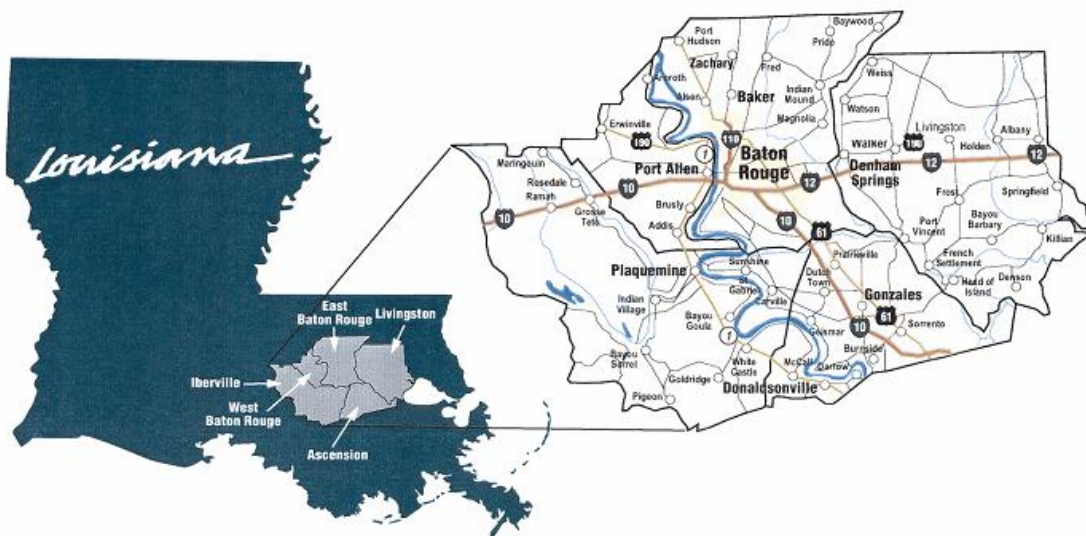 Louisiana
East
Baton Rouge
Livingston
Iberville
West
Baton Rouge
Ascension
Port
Hudson
Baywood
Pride
Zachary
Fred
Weiss
Anroth
Alsen
Baker
Indian
Mound
Watson
Magnolia
Erwinville
190
110
Walker
190
Livingston
Albany
Holden
Maringouin
Port Allen
1
Baton
Rouge
Denham
Springs
12
12
12
Rosedale
Ramah
10
Springfield
Grosse
Tete
Brusly
Frost
10
Addis
10
61
Port
Vincent
Bayou
Barbary
Killian
Prairieville
French
Settlement
Plaquemine
Sunshine
St
Gabriel
Dutch
Town
Head of
Island
Denson
Indian
Village
Carville
Gonzales
61
Bayou
Goula
1
Geismar
10
Sorrento
Bayou
Sorrel
White
Castle
Burnside
McCall
Darrow
Goldridge
Donaldsonville
Pigeon